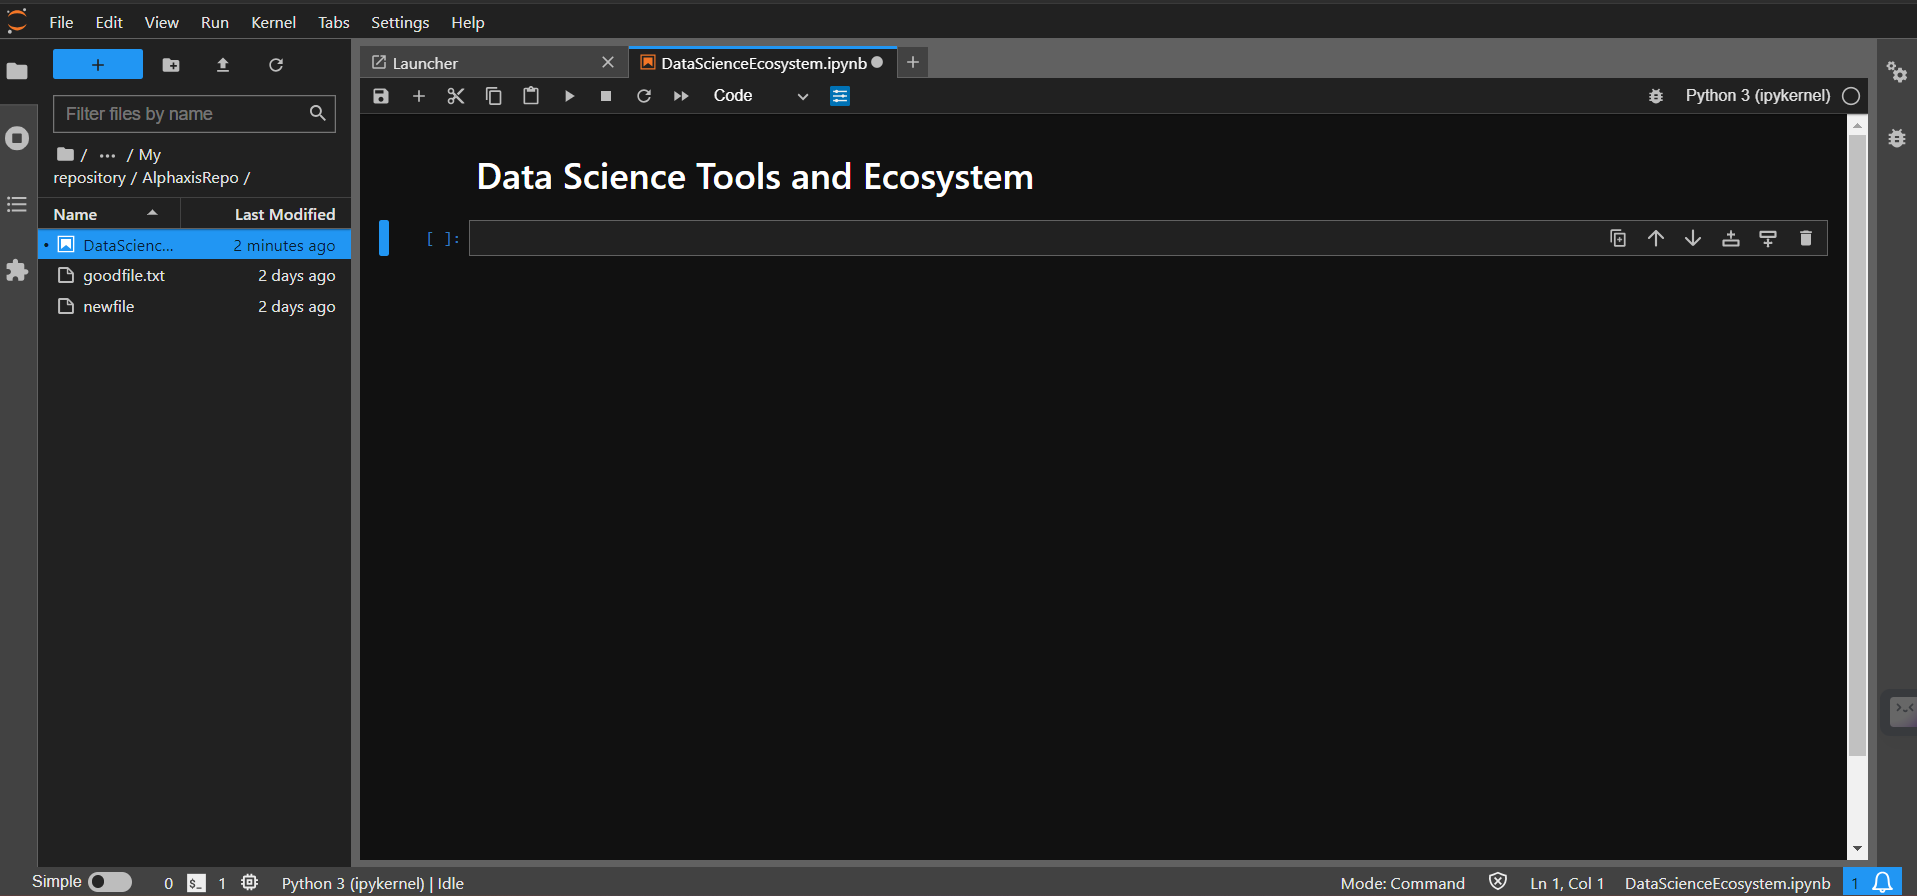 File Edit View Run Kernel Tabs Settings Help
+
Filter files by name
/ ... / My
repository / AlphaxisRepo /
Name Last Modified
• DataScienc... 2 minutes ago
goodfile.txt 2 days ago
newfile 2 days ago
Launcher
DataScienceEcosystem.ipynb
Code
Python 3 (ipykernel)
Data Science Tools and Ecosystem
[ ]:
Simple 0 $_ 1 Python 3 (ipykernel) | Idle
Mode: Command Ln 1, Col 1 DataScienceEcosystem.ipynb 1